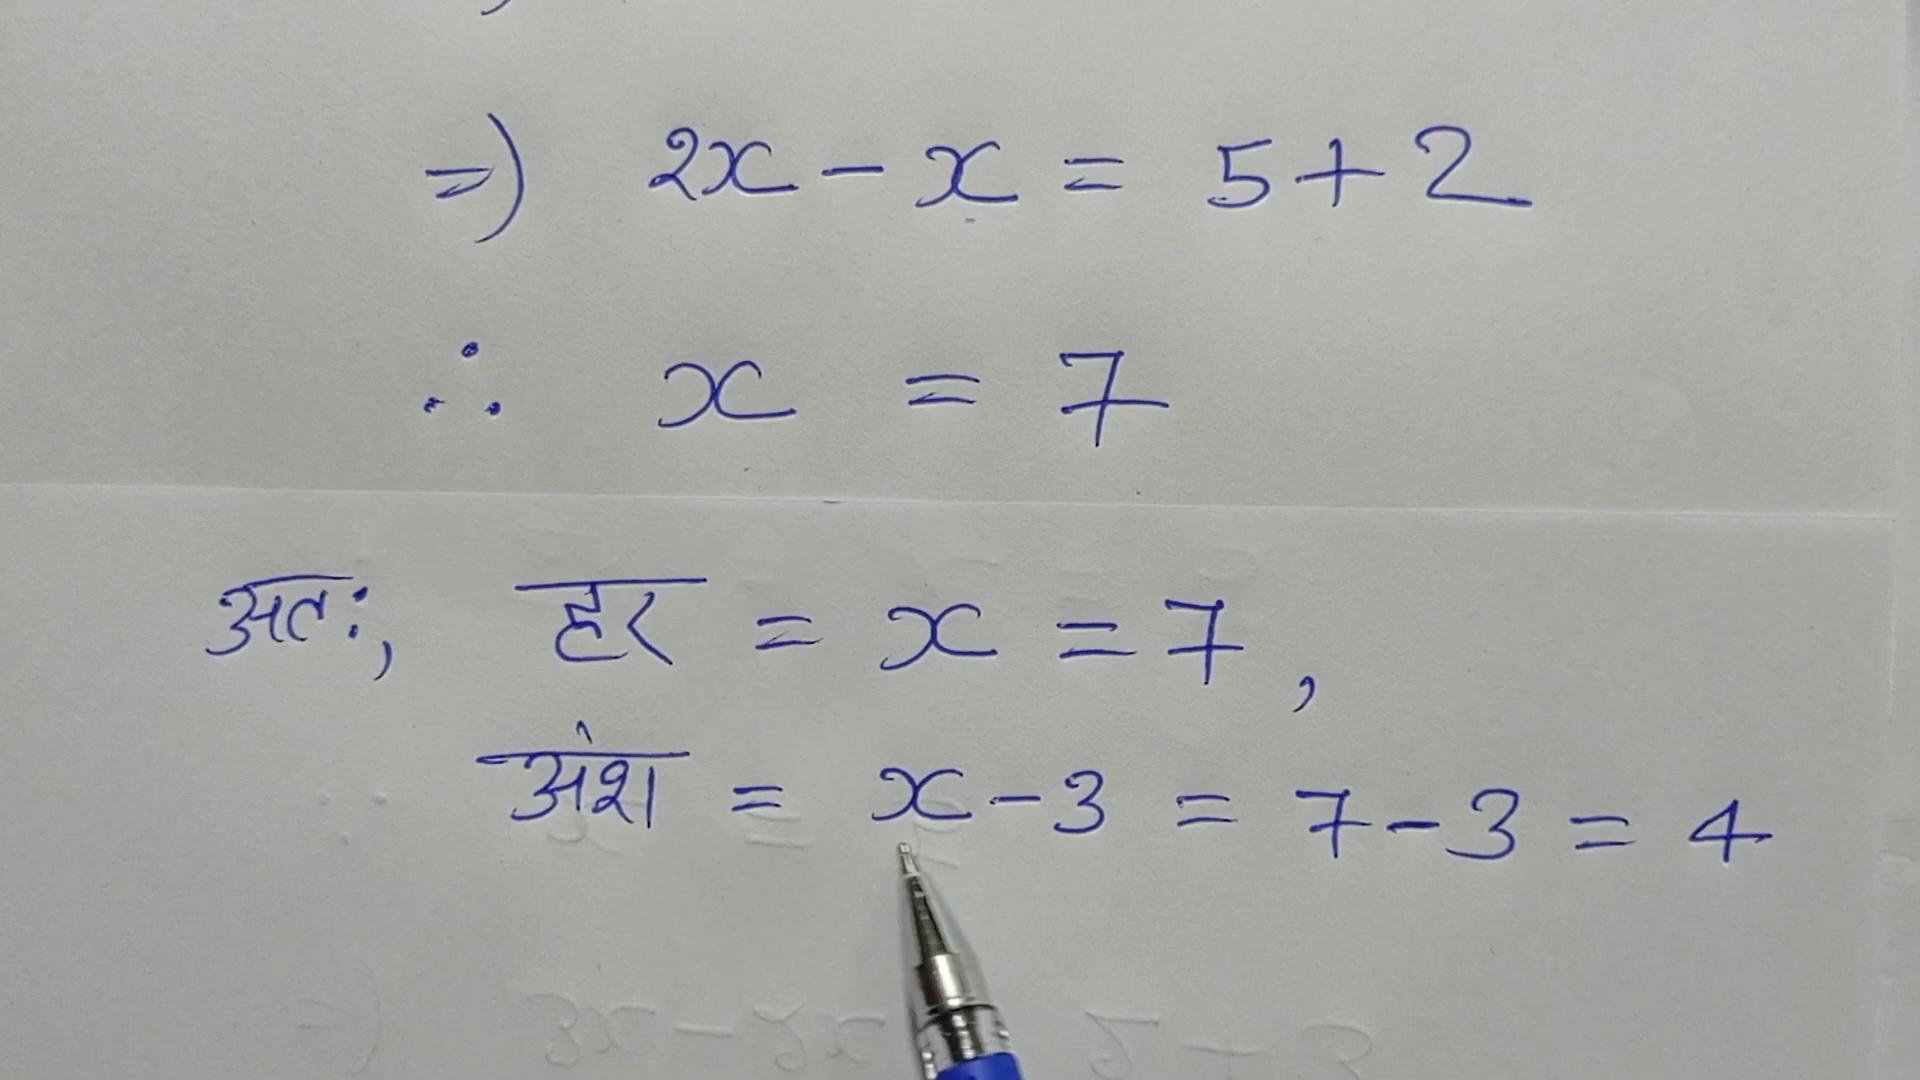 =) 2x - x = 5 + 2
∴ x = 7
अतः, हर = x = 7,
अंश = x - 3 = 7 - 3 = 4